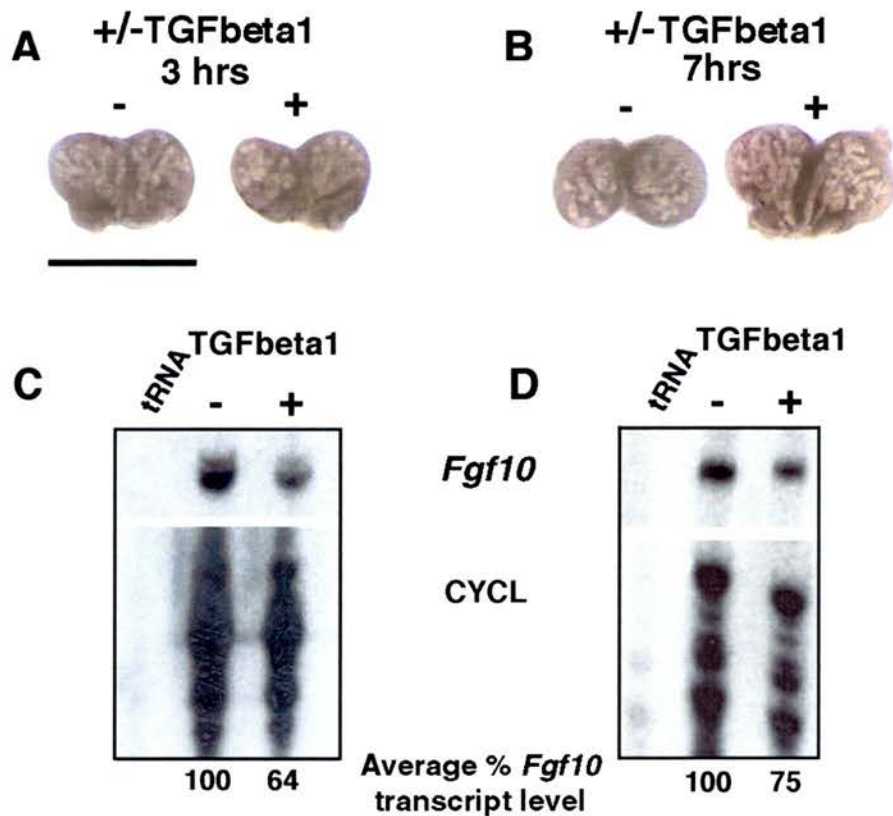 A
+/-TGFbeta1
3 hrs
- +
B
+/-TGFbeta1
7hrs
- +
C
tRNA TGFbeta1
- +
D
tRNA TGFbeta1
- +
Fgf10
CYCL
100 64
Average % Fgf10
transcript level
100 75